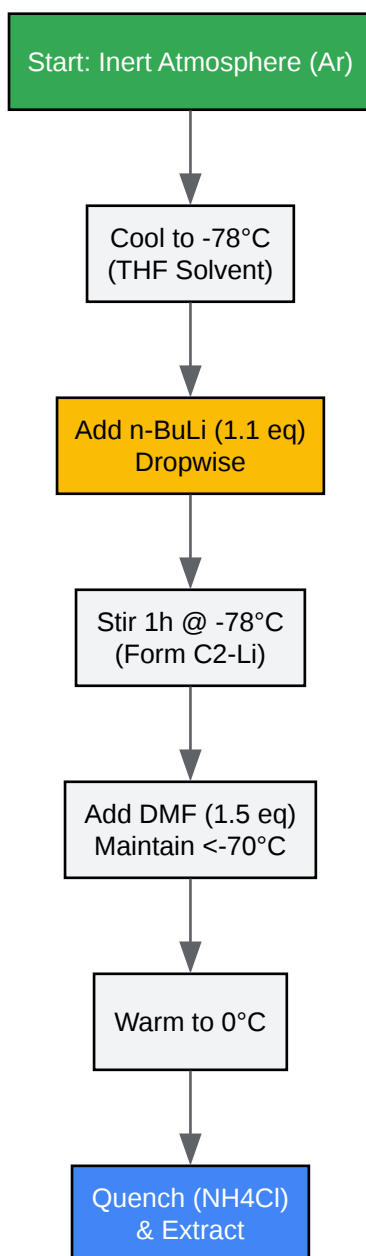 Start: Inert Atmosphere (Ar)
Cool to -78°C
(THF Solvent)
Add n-BuLi (1.1 eq)
Dropwise
Stir 1h @ -78°C
(Form C2-Li)
Add DMF (1.5 eq)
Maintain <-70°C
Warm to 0°C
Quench (NH4Cl)
& Extract